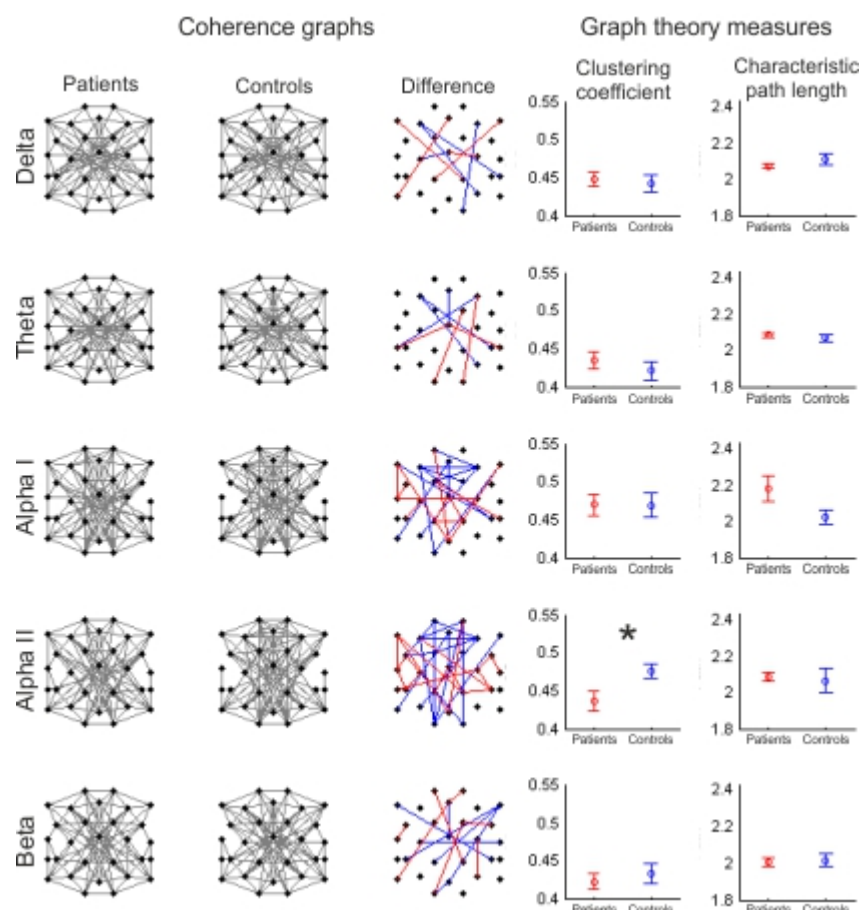 Coherence graphs
Graph theory measures
Patients
Controls
Difference
Clustering
coefficient
Characteristic
path length
Delta
0.55
0.5
0.45
0.4
Patients
Controls
2.4
2.2
2
1.8
Patients
Controls
Theta
0.55
0.5
0.45
0.4
Patients
Controls
2.4
2.2
2
1.8
Patients
Controls
Alpha I
0.55
0.5
0.45
0.4
Patients
Controls
2.4
2.2
2
1.8
Patients
Controls
Alpha II
0.55
0.5
0.45
0.4
*
Patients
Controls
2.4
2.2
2
1.8
Patients
Controls
Beta
0.55
0.5
0.45
0.4
Patients
Controls
2.4
2.2
2
1.8
Patients
Controls